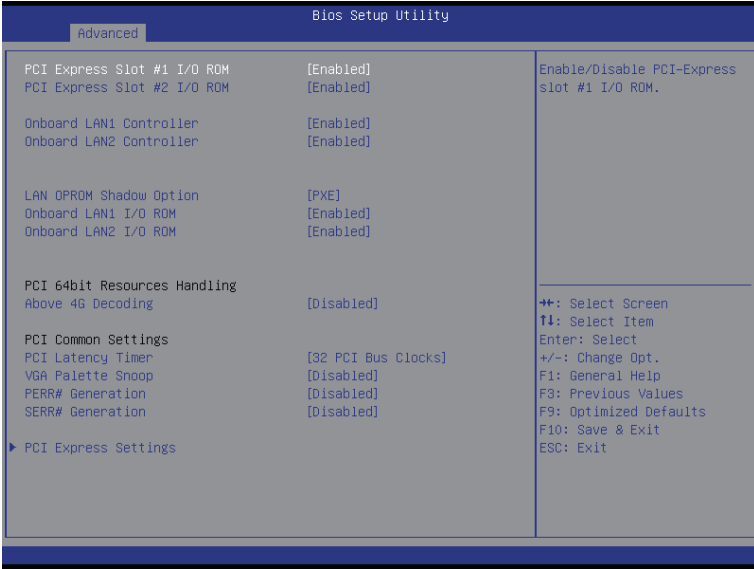 Bios Setup Utility
Advanced
PCI Express Slot #1 I/O ROM [Enabled]
PCI Express Slot #2 I/O ROM [Enabled]
Onboard LAN1 Controller [Enabled]
Onboard LAN2 Controller [Enabled]
LAN OPROM Shadow Option [PXE]
Onboard LAN1 I/O ROM [Enabled]
Onboard LAN2 I/O ROM [Enabled]
PCI 64bit Resources Handling
Above 4G Decoding [Disabled]
PCI Common Settings
PCI Latency Timer [32 PCI Bus Clocks]
VGA Palette Snoop [Disabled]
PERR# Generation [Disabled]
SERR# Generation [Disabled]
▶ PCI Express Settings
Enable/Disable PCI-Express
slot #1 I/O ROM.
→←: Select Screen
↑↓: Select Item
Enter: Select
+/-: Change Opt.
F1: General Help
F3: Previous Values
F9: Optimized Defaults
F10: Save & Exit
ESC: Exit